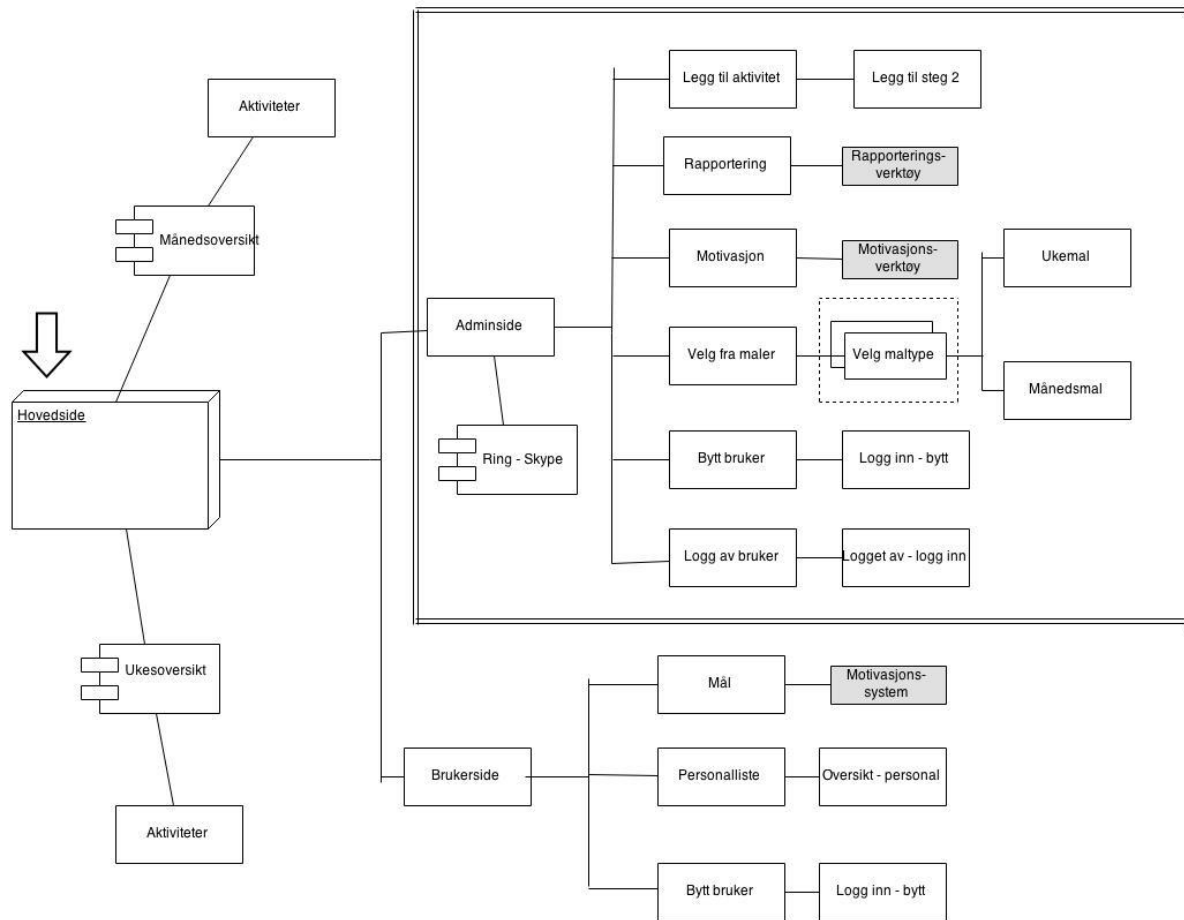 Aktiviteter
Månedsoversikt
Hovedside
Ukesoversikt
Aktiviteter
Adminside
Ring - Skype
Legg til aktivitet
Legg til steg 2
Rapportering
Rapporterings-
verktøy
Motivasjon
Motivasjons-
verktøy
Velg fra maler
Velg maltype
Ukemal
Månedsmal
Bytt bruker
Logg inn - bytt
Logg av bruker
Logget av - logg inn
Brukerside
Mål
Motivasjons-
system
Personalliste
Oversikt - personal
Bytt bruker
Logg inn - bytt